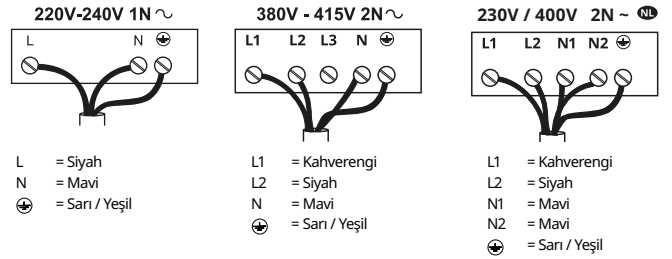 220V-240V 1N ∿
L N ⏚
L = Siyah
N = Mavi
⏚ = Sarı / Yeşil
380V - 415V 2N ∿
L1 L2 L3 N ⏚
L1 = Kahverengi
L2 = Siyah
N = Mavi
⏚ = Sarı / Yeşil
230V / 400V 2N ~ NL
L1 L2 N1 N2 ⏚
L1 = Kahverengi
L2 = Siyah
N1 = Mavi
N2 = Mavi
⏚ = Sarı / Yeşil